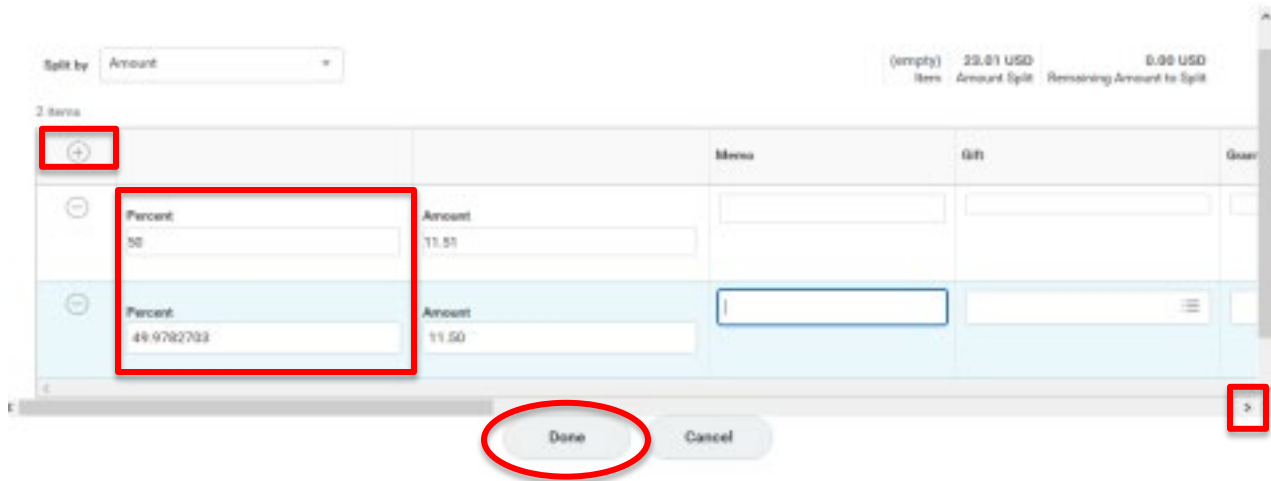 Split by Amount (empty) 23.01 USD 0.00 USD
Item Amount Split Remaining Amount to Split
2 items
Memo Gift Gran
Percent Amount
50 11.51
Percent Amount
49.9782703 11.50
Done Cancel